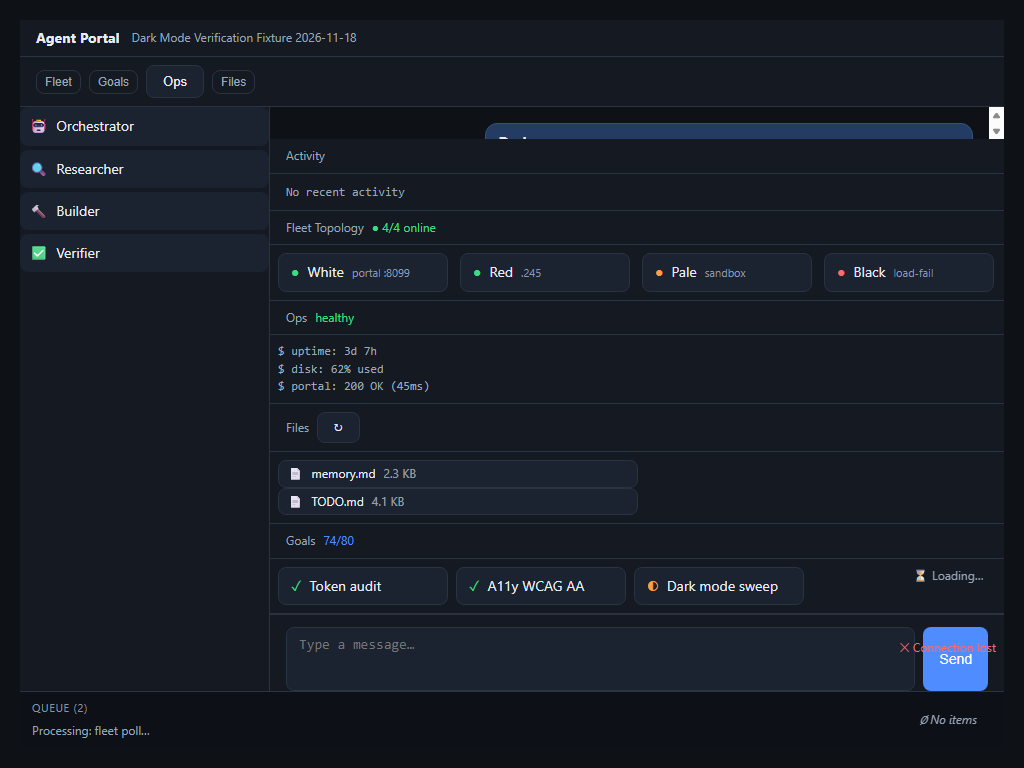 Agent Portal Dark Mode Verification Fixture 2026-11-18
Fleet Goals Ops Files
Orchestrator
Researcher
Builder
Verifier
Activity
No recent activity
Fleet Topology ● 4/4 online
● White portal :8099
● Red .245
● Pale sandbox
● Black load-fail
Ops healthy
$ uptime: 3d 7h
$ disk: 62% used
$ portal: 200 OK (45ms)
Files ↻
memory.md 2.3 KB
TODO.md 4.1 KB
Goals 74/80
✓ Token audit
✓ A11y WCAG AA
◐ Dark mode sweep
⏳ Loading...
Type a message…
✕ Connection lost
Send
QUEUE (2)
Processing: fleet poll...
∅ No items